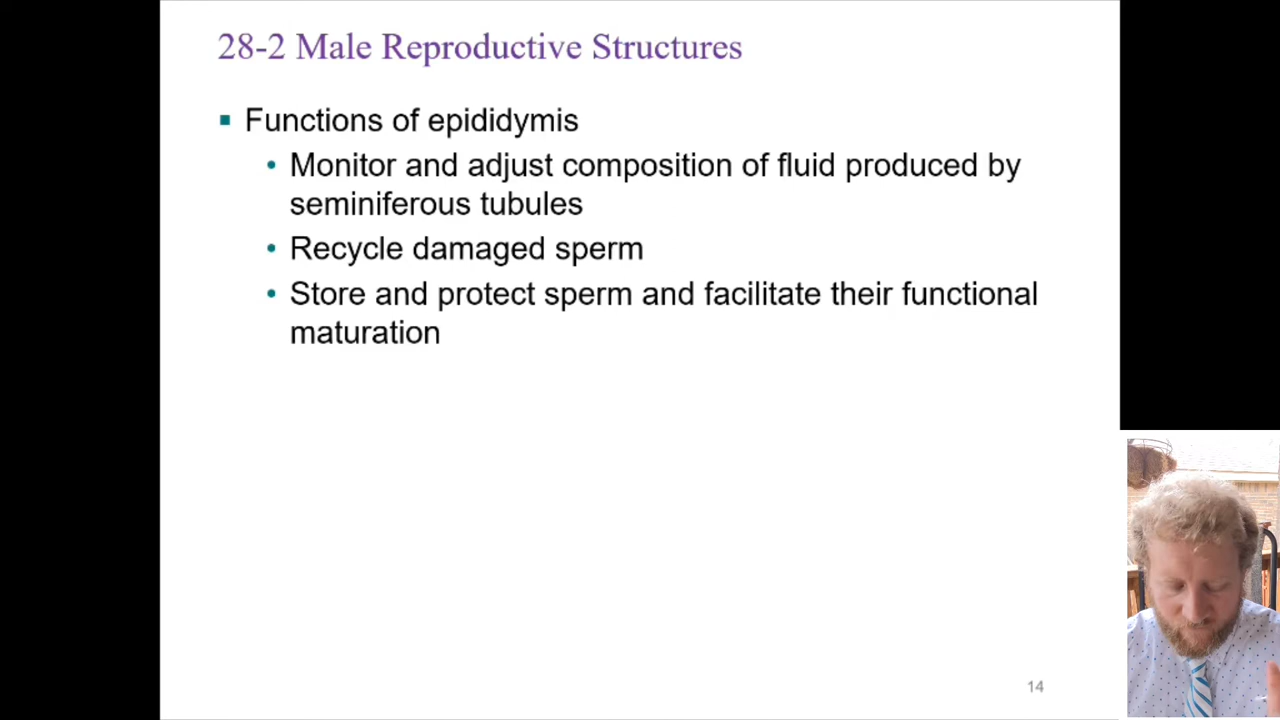 28-2 Male Reproductive Structures
Functions of epididymis
Monitor and adjust composition of fluid produced by
seminiferous tubules
Recycle damaged sperm
Store and protect sperm and facilitate their functional
maturation
14